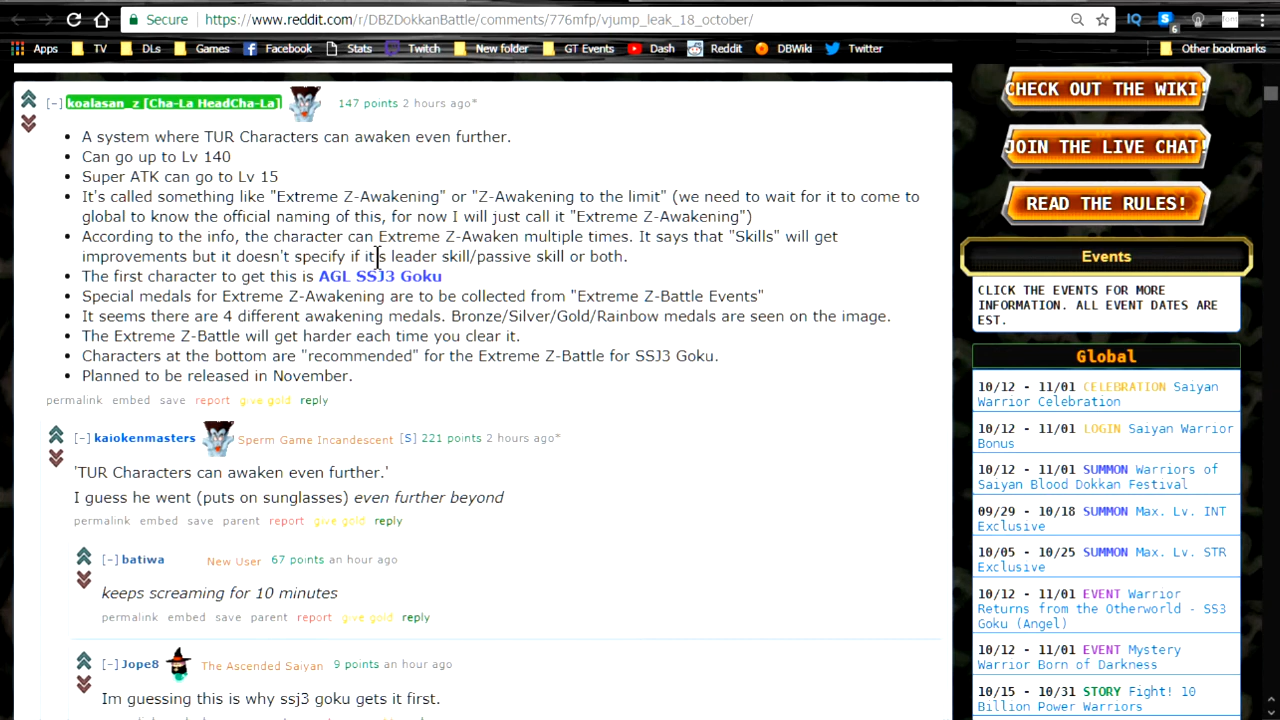 Secure
https://www.reddit.com/r/DBZDokkanBattle/comments/776mfp/vjump_leak_18_october/
IQ
6
Apps TV DLs Games Facebook Stats Twitch New folder GT Events Dash Reddit DBWiki Twitter Other bookmarks
[-] koalasan_z [Cha-La HeadCha-La] 147 points 2 hours ago*
• A system where TUR Characters can awaken even further.
• Can go up to Lv 140
• Super ATK can go to Lv 15
• It's called something like "Extreme Z-Awakening" or "Z-Awakening to the limit" (we need to wait for it to come to
global to know the official naming of this, for now I will just call it "Extreme Z-Awakening")
• According to the info, the character can Extreme Z-Awaken multiple times. It says that "Skills" will get
improvements but it doesn't specify if it's leader skill/passive skill or both.
• The first character to get this is AGL SSJ3 Goku
• Special medals for Extreme Z-Awakening are to be collected from "Extreme Z-Battle Events"
• It seems there are 4 different awakening medals. Bronze/Silver/Gold/Rainbow medals are seen on the image.
• The Extreme Z-Battle will get harder each time you clear it.
• Characters at the bottom are "recommended" for the Extreme Z-Battle for SSJ3 Goku.
• Planned to be released in November.
permalink embed save report give gold reply
[-] kaiokenmasters Sperm Game Incandescent [S] 221 points 2 hours ago*
'TUR Characters can awaken even further.'
I guess he went (puts on sunglasses) even further beyond
permalink embed save parent report give gold reply
[-] batiwa New User 67 points an hour ago
keeps screaming for 10 minutes
permalink embed save parent report give gold reply
[-] Jope8 The Ascended Saiyan 9 points an hour ago
Im guessing this is why ssj3 goku gets it first.
CHECK OUT THE WIKI!
JOIN THE LIVE CHAT!
READ THE RULES!
Events
CLICK THE EVENTS FOR MORE
INFORMATION. ALL EVENT DATES ARE
EST.
Global
10/12 - 11/01 CELEBRATION Saiyan
Warrior Celebration
10/12 - 11/01 LOGIN Saiyan Warrior
Bonus
10/12 - 11/01 SUMMON Warriors of
Saiyan Blood Dokkan Festival
09/29 - 10/18 SUMMON Max. Lv. INT
Exclusive
10/05 - 10/25 SUMMON Max. Lv. STR
Exclusive
10/12 - 11/01 EVENT Warrior
Returns from the Otherworld - SS3
Goku (Angel)
10/12 - 11/01 EVENT Mystery
Warrior Born of Darkness
10/15 - 10/31 STORY Fight! 10
Billion Power Warriors